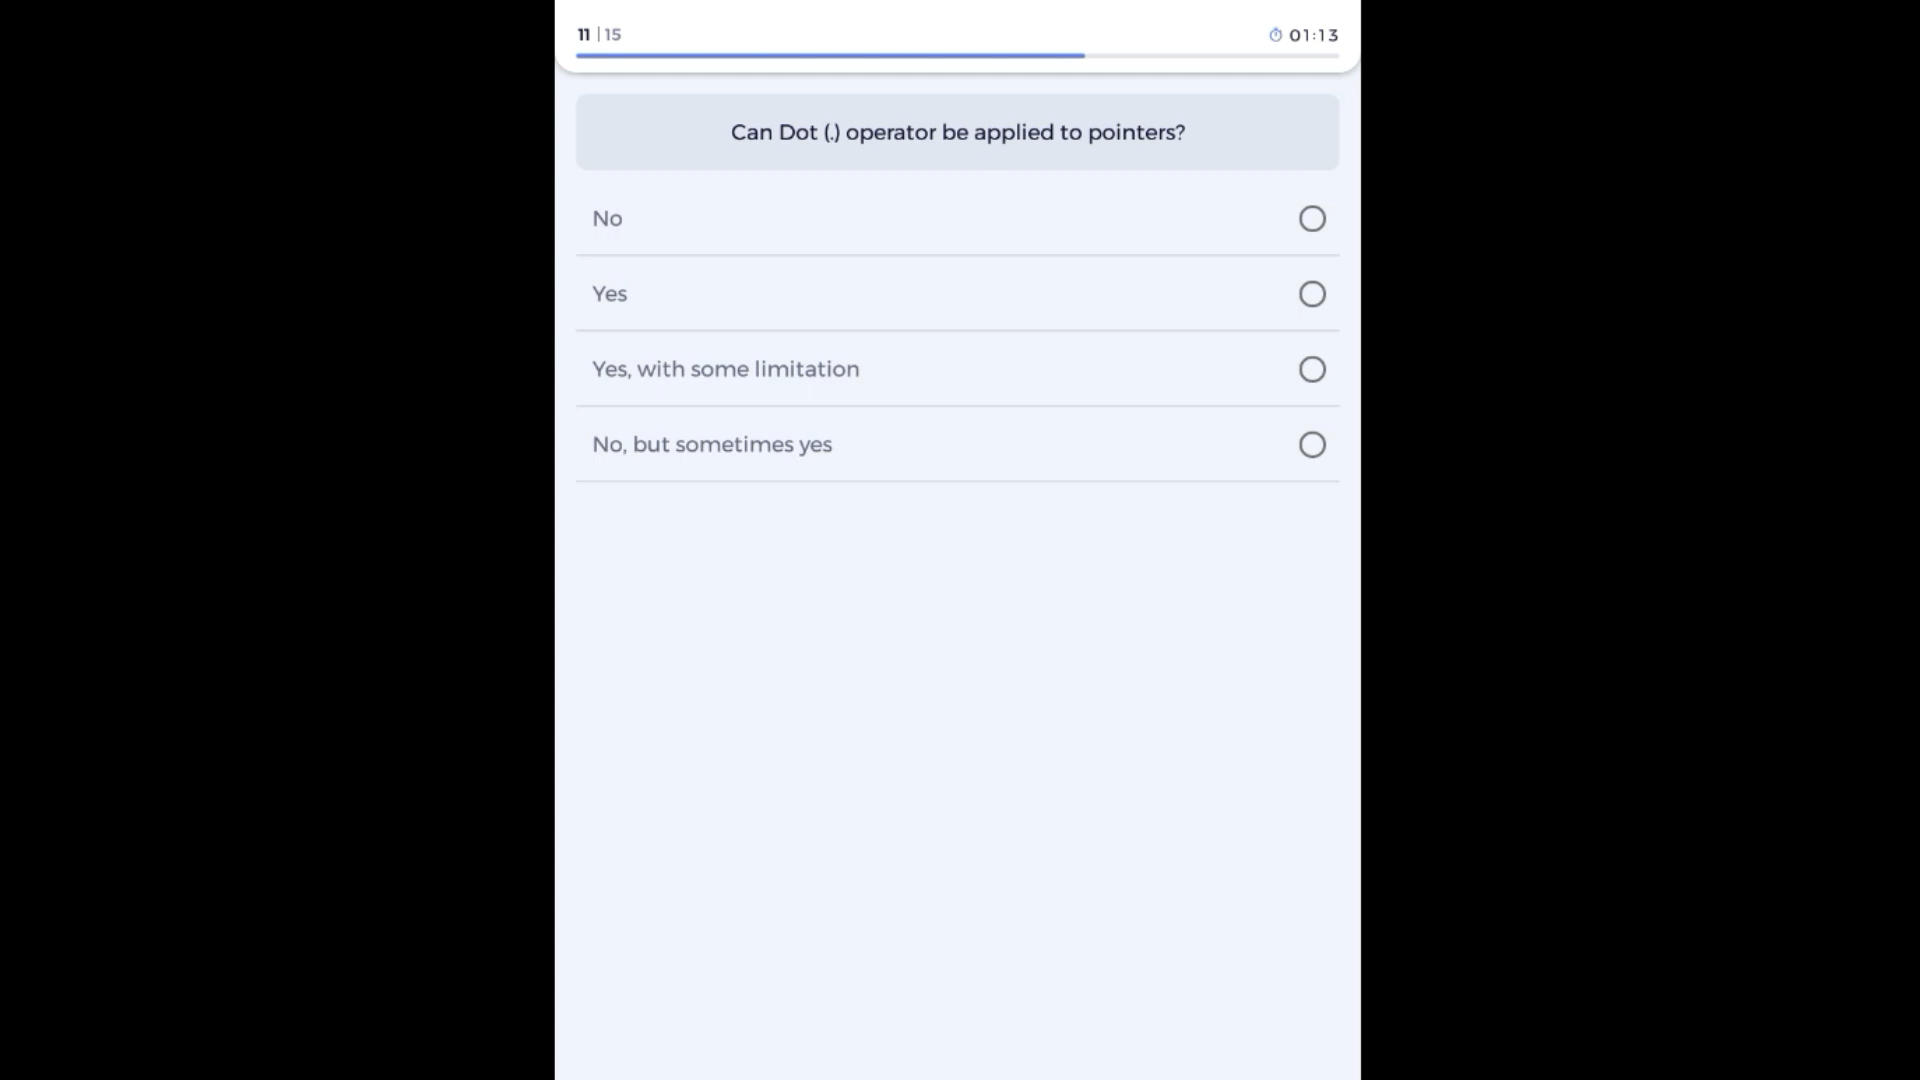 11 | 15
01:13
Can Dot (.) operator be applied to pointers?
No
Yes
Yes, with some limitation
No, but sometimes yes